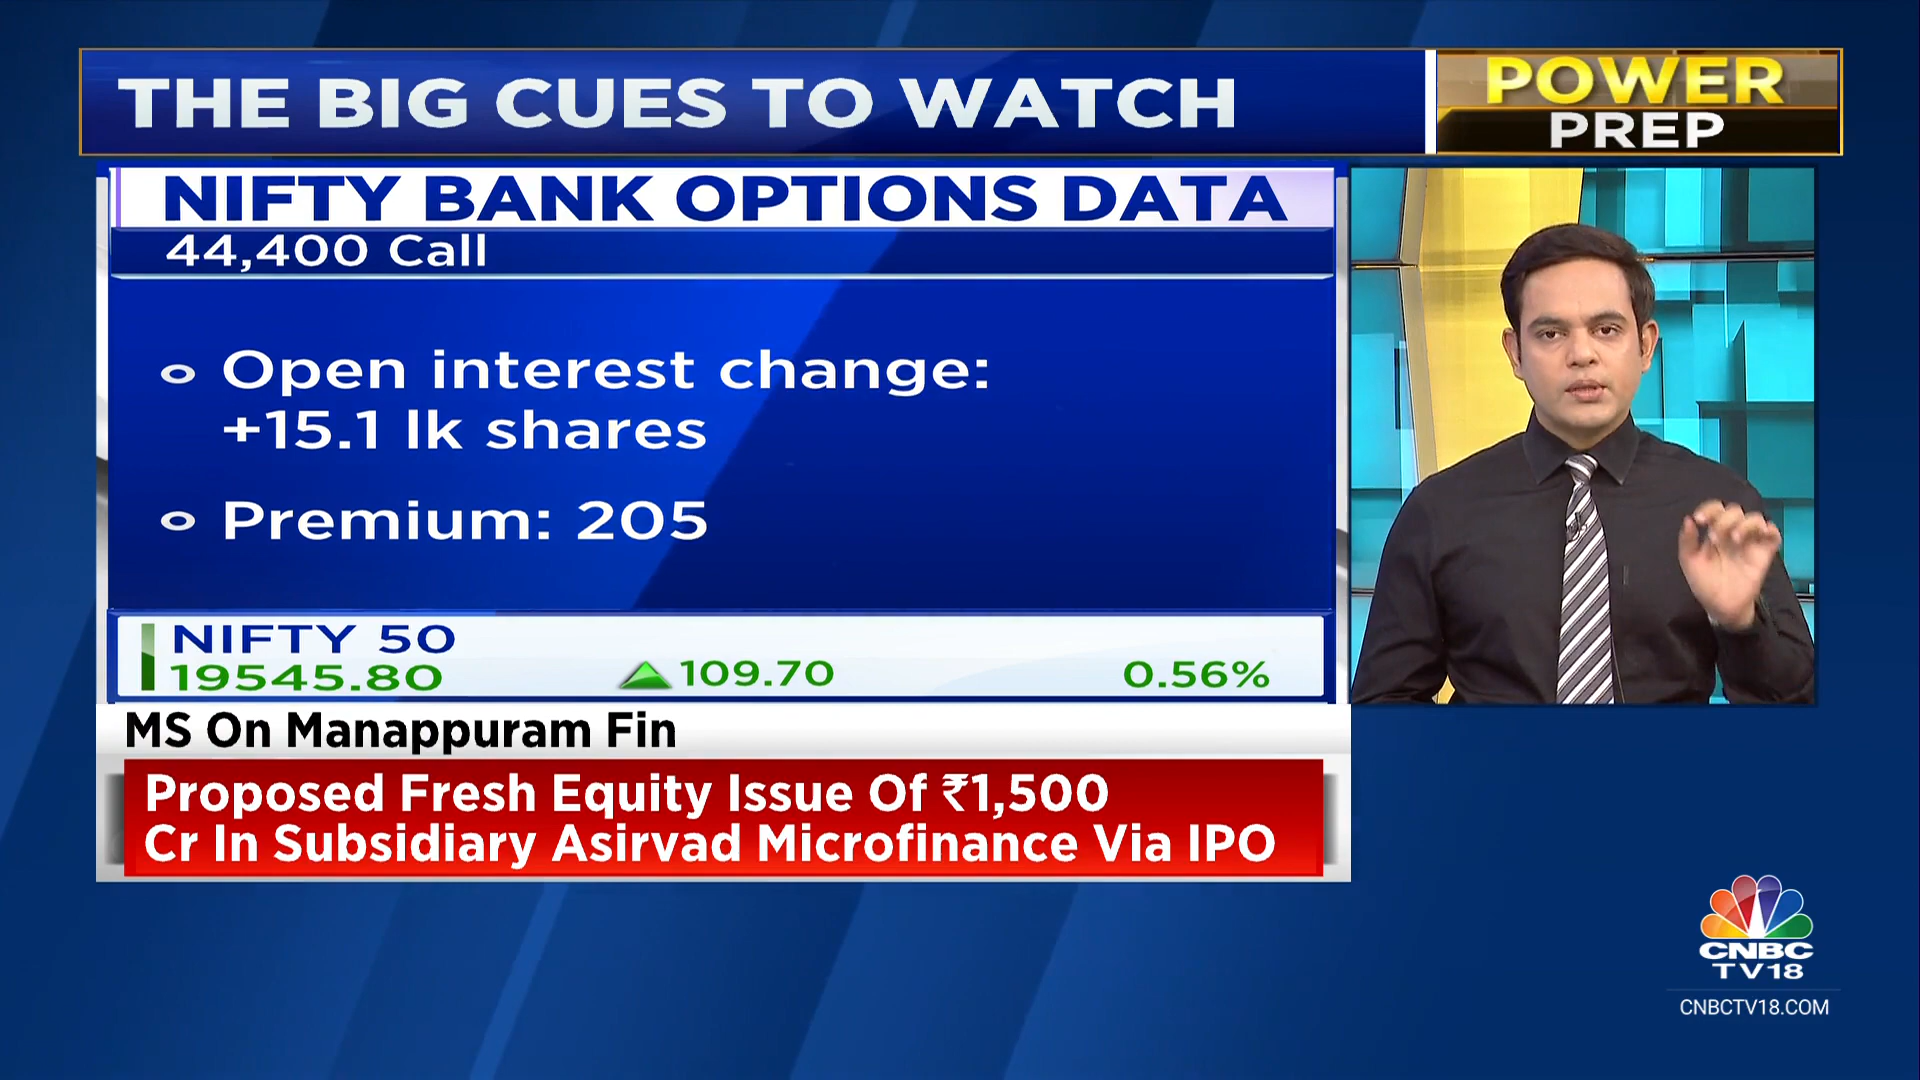 THE BIG CUES TO WATCH
POWER
PREP
NIFTY BANK OPTIONS DATA
44,400 Call
Open interest change:
+15.1 lk shares
Premium: 205
NIFTY 50
19545.80 109.70 0.56%
MS On Manappuram Fin
Proposed Fresh Equity Issue Of ₹1,500
Cr In Subsidiary Asirvad Microfinance Via IPO
CNBC
TV18
CNBCTV18.COM